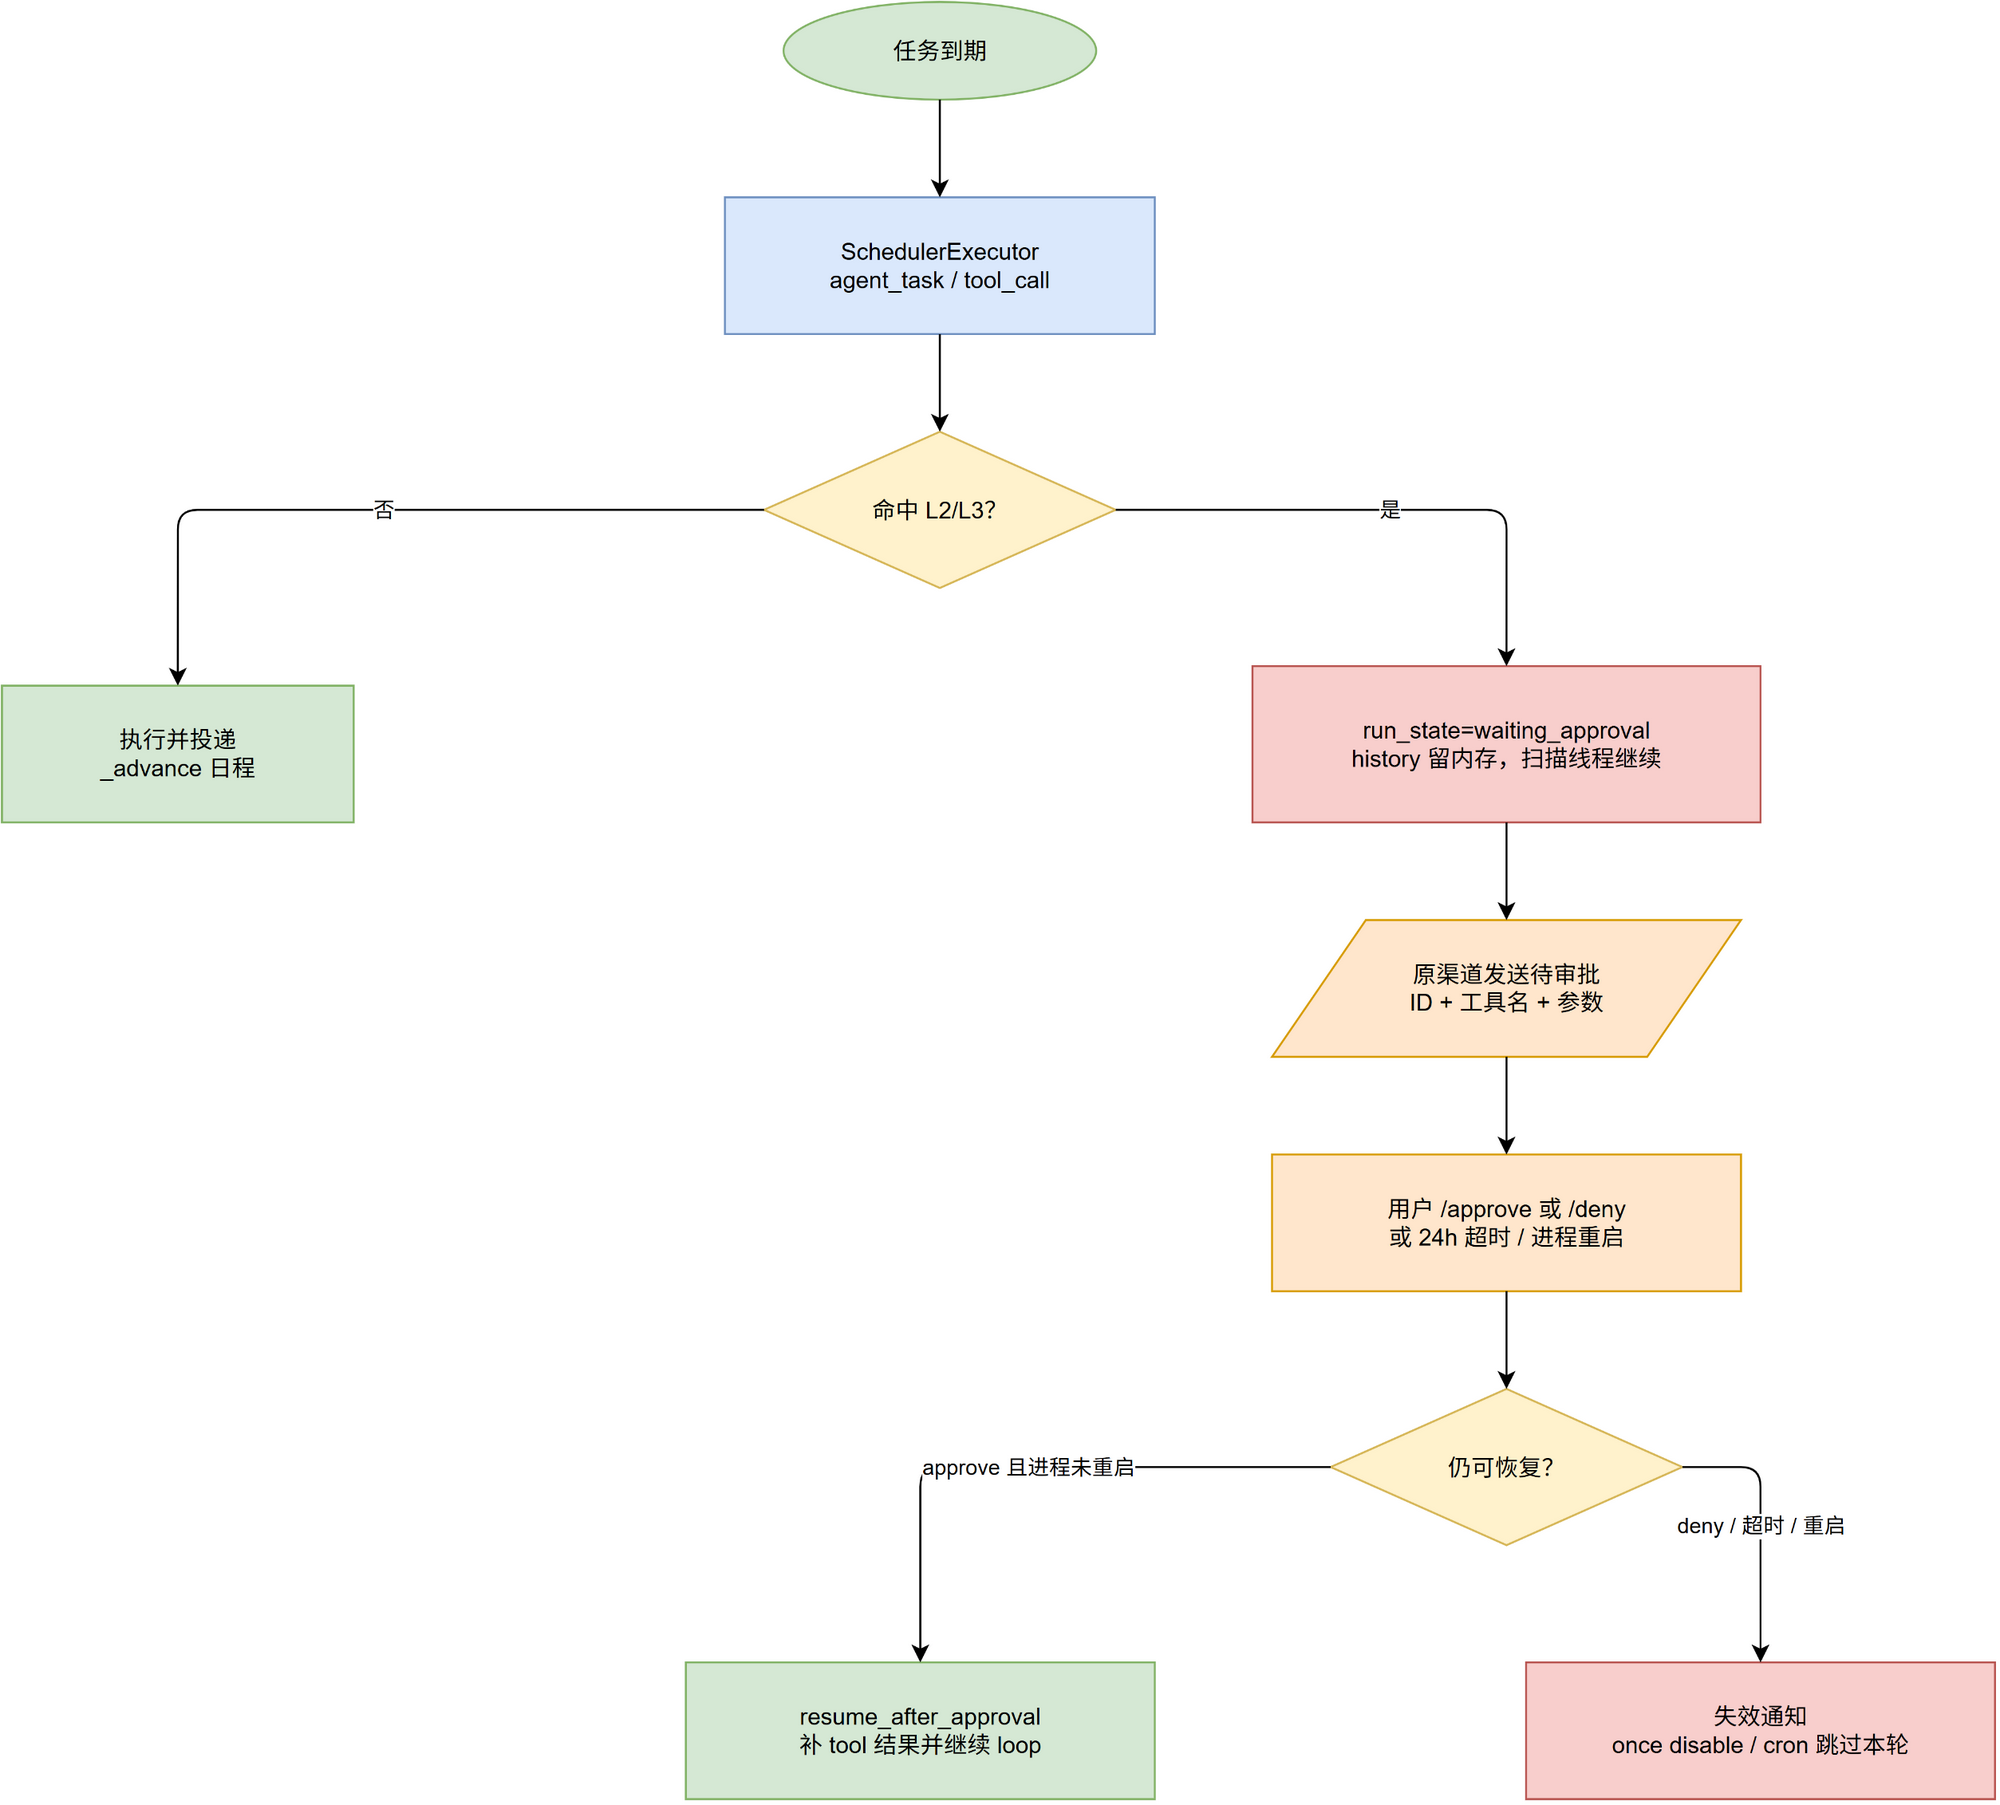 任务到期
SchedulerExecutor
agent_task / tool_call
命中 L2/L3?
否
是
执行并投递
_advance 日程
run_state=waiting_approval
history 留内存，扫描线程继续
原渠道发送待审批
ID + 工具名 + 参数
用户 /approve 或 /deny
或 24h 超时 / 进程重启
仍可恢复?
approve 且进程未重启
deny / 超时 / 重启
resume_after_approval
补 tool 结果并继续 loop
失效通知
once disable / cron 跳过本轮